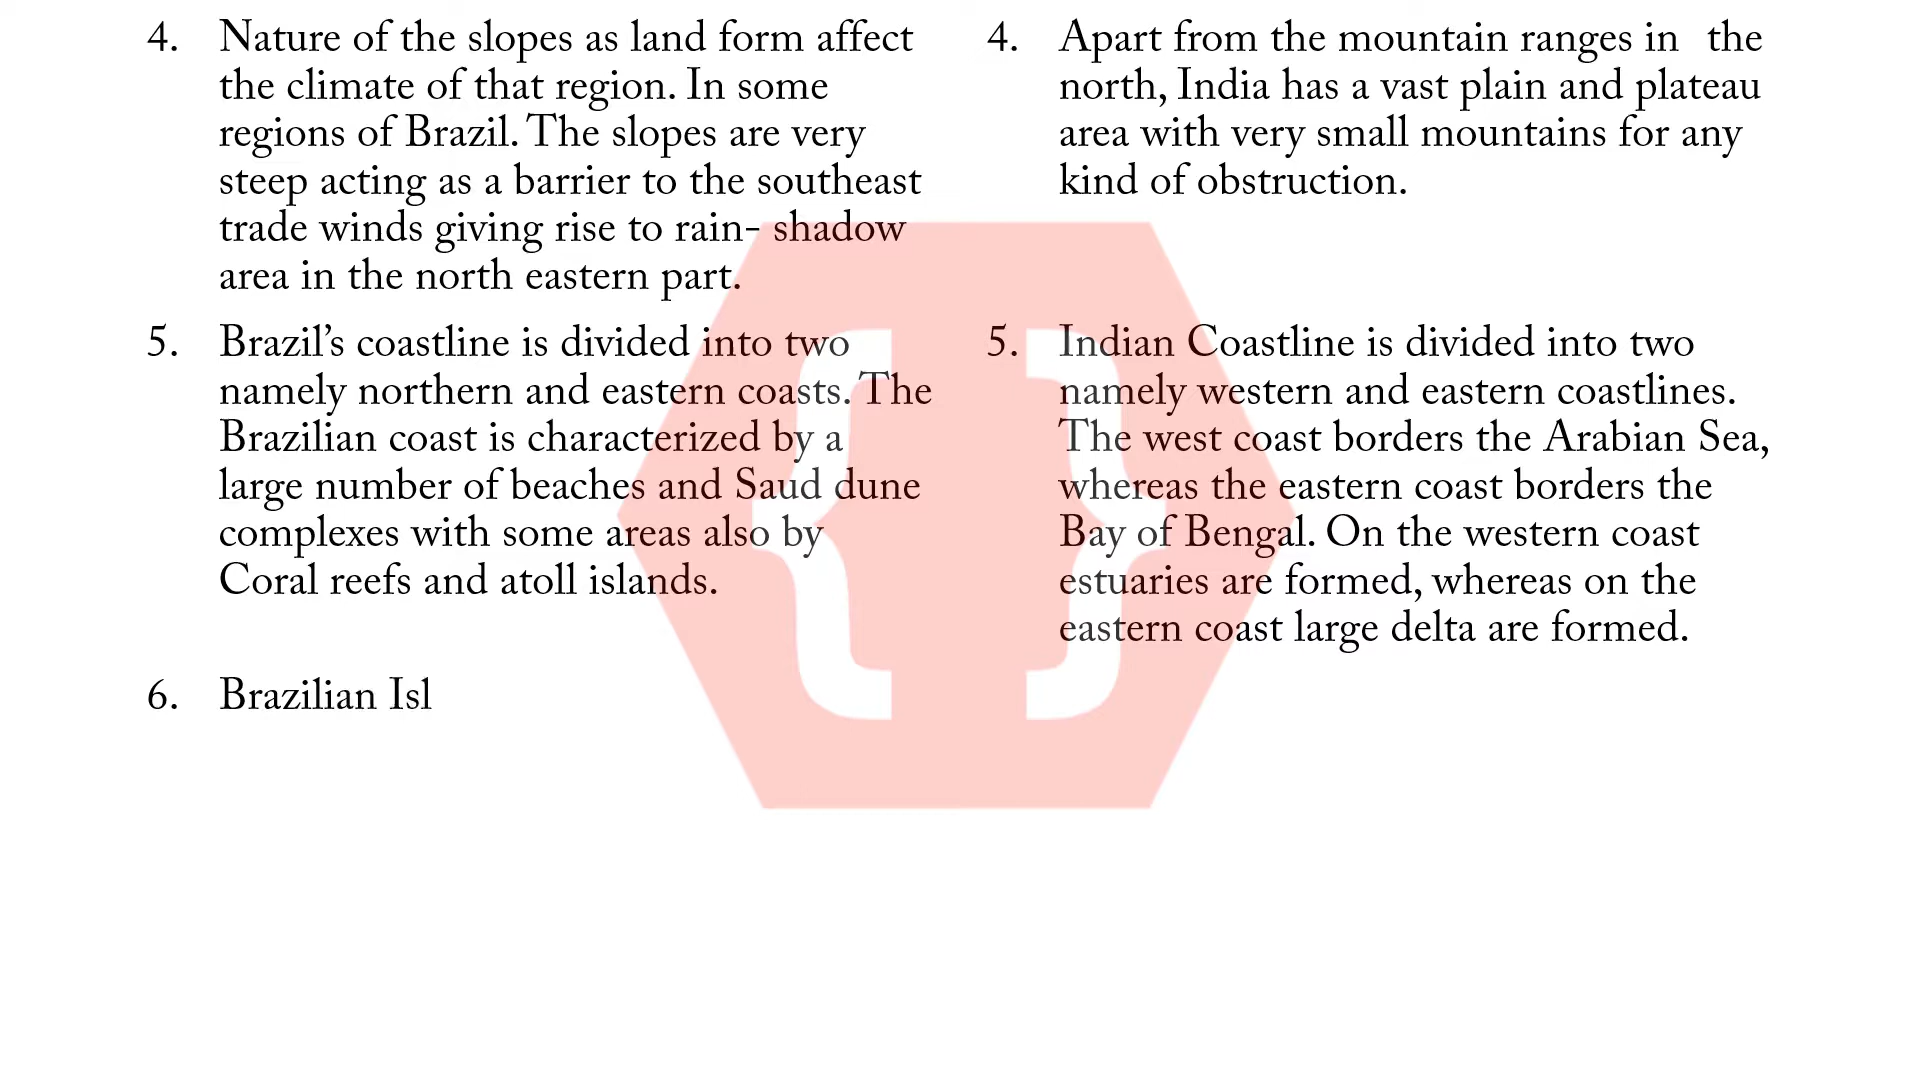 4. Nature of the slopes as land form affect
the climate of that region. In some
regions of Brazil. The slopes are very
steep acting as a barrier to the southeast
trade winds giving rise to rain- shadow
area in the north eastern part.
5. Brazil’s coastline is divided into two
namely northern and eastern coasts. The
Brazilian coast is characterized by a
large number of beaches and Saud dune
complexes with some areas also by
Coral reefs and atoll islands.
6. Brazilian Isl
4. Apart from the mountain ranges in the
north, India has a vast plain and plateau
area with very small mountains for any
kind of obstruction.
5. Indian Coastline is divided into two
namely western and eastern coastlines.
The west coast borders the Arabian Sea,
whereas the eastern coast borders the
Bay of Bengal. On the western coast
estuaries are formed, whereas on the
eastern coast large delta are formed.